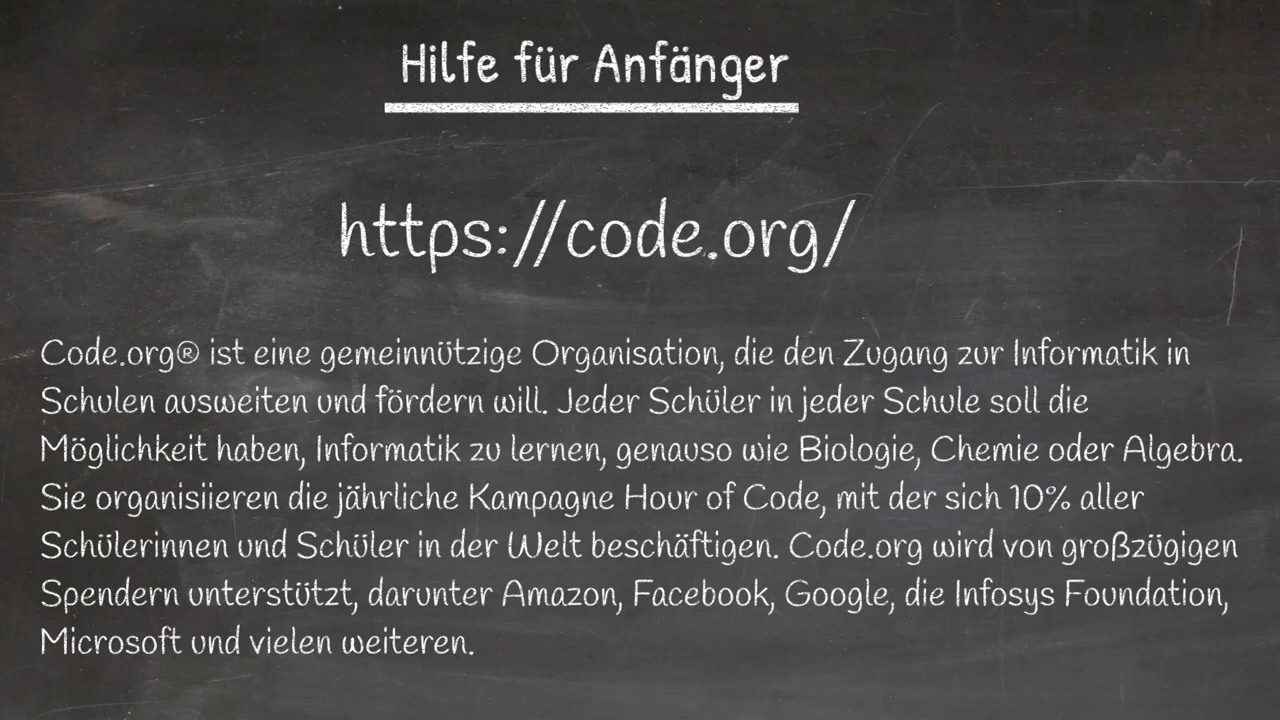 Hilfe für Anfänger
https://code.org/
Code.org® ist eine gemeinnützige Organisation, die den Zugang zur Informatik in
Schulen ausweiten und fördern will. Jeder Schüler in jeder Schule soll die
Möglichkeit haben, Informatik zu lernen, genauso wie Biologie, Chemie oder Algebra.
Sie organisiieren die jährliche Kampagne Hour of Code, mit der sich 10% aller
Schülerinnen und Schüler in der Welt beschäftigen. Code.org wird von großzügigen
Spendern unterstützt, darunter Amazon, Facebook, Google, die Infosys Foundation,
Microsoft und vielen weiteren.